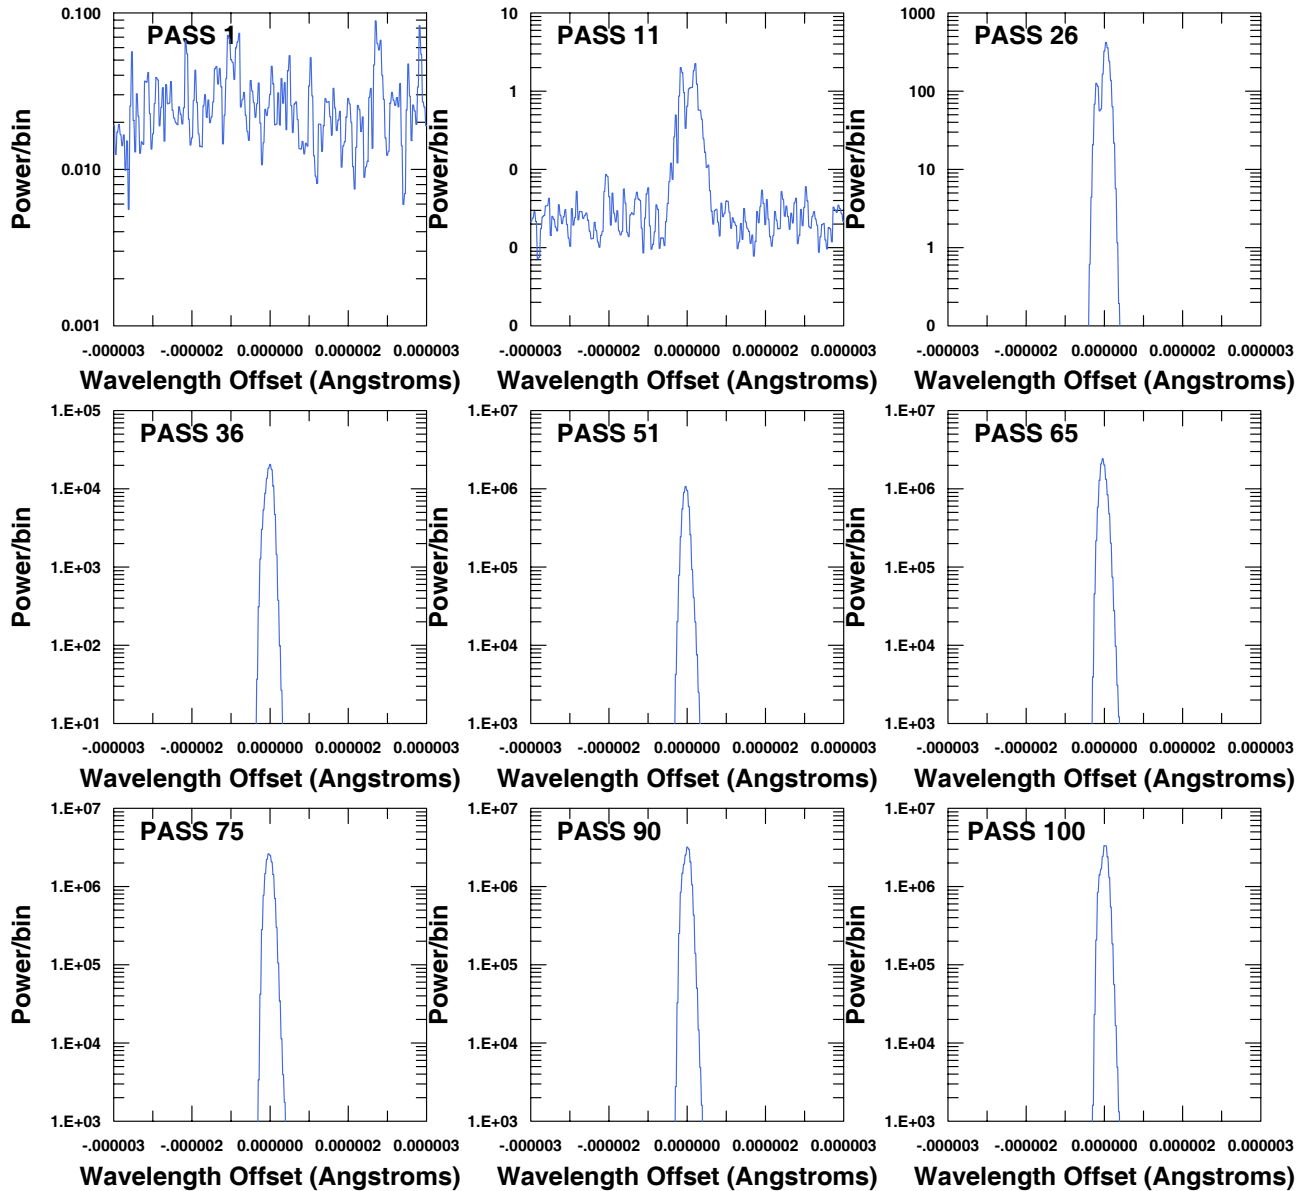 0.100
PASS 1
0.010
0.001
Power/bin
-.000003 -.000002 0.000000 0.000002 0.000003
Wavelength Offset (Angstroms)
10
PASS 11
1
0
0
0
Power/bin
-.000003 -.000002 0.000000 0.000002 0.000003
Wavelength Offset (Angstroms)
1000
PASS 26
100
10
1
0
Power/bin
-.000003 -.000002 0.000000 0.000002 0.000003
Wavelength Offset (Angstroms)
1.E+05
PASS 36
1.E+04
1.E+03
1.E+02
1.E+01
Power/bin
-.000003 -.000002 0.000000 0.000002 0.000003
Wavelength Offset (Angstroms)
1.E+07
PASS 51
1.E+06
1.E+05
1.E+04
1.E+03
Power/bin
-.000003 -.000002 0.000000 0.000002 0.000003
Wavelength Offset (Angstroms)
1.E+07
PASS 65
1.E+06
1.E+05
1.E+04
1.E+03
Power/bin
-.000003 -.000002 0.000000 0.000002 0.000003
Wavelength Offset (Angstroms)
1.E+07
PASS 75
1.E+06
1.E+05
1.E+04
1.E+03
Power/bin
-.000003 -.000002 0.000000 0.000002 0.000003
Wavelength Offset (Angstroms)
1.E+07
PASS 90
1.E+06
1.E+05
1.E+04
1.E+03
Power/bin
-.000003 -.000002 0.000000 0.000002 0.000003
Wavelength Offset (Angstroms)
1.E+07
PASS 100
1.E+06
1.E+05
1.E+04
1.E+03
Power/bin
-.000003 -.000002 0.000000 0.000002 0.000003
Wavelength Offset (Angstroms)